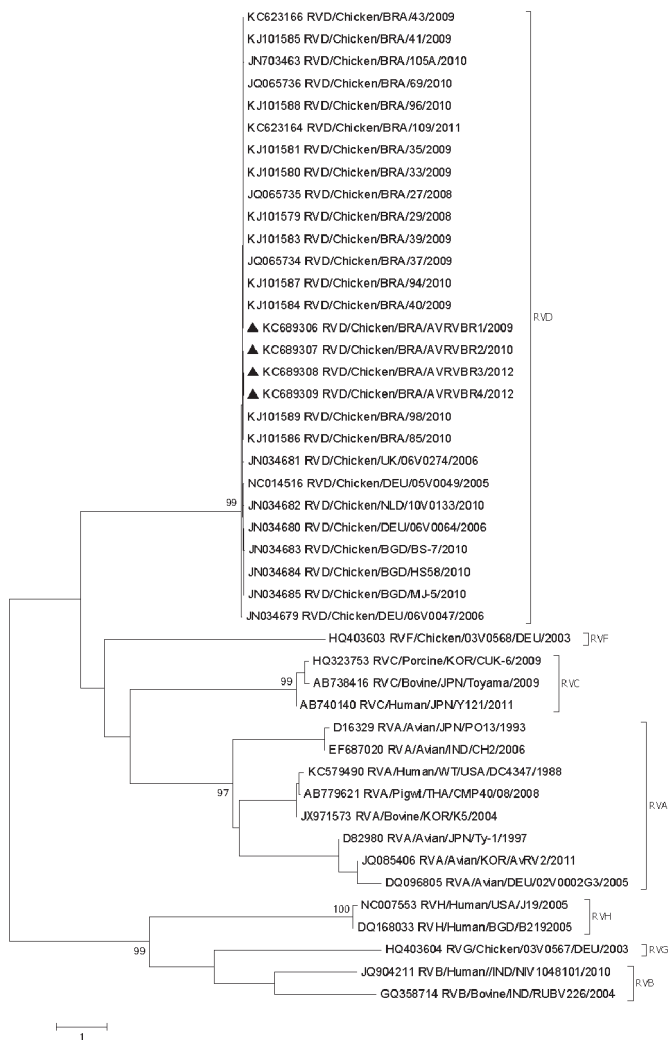 KC623166 RVD/Chicken/BRA/43/2009
KJ101585 RVD/Chicken/BRA/41/2009
JN703463 RVD/Chicken/BRA/105A/2010
JQ065736 RVD/Chicken/BRA/69/2010
KJ101588 RVD/Chicken/BRA/96/2010
KC623164 RVD/Chicken/BRA/109/2011
KJ101581 RVD/Chicken/BRA/35/2009
KJ101580 RVD/Chicken/BRA/33/2009
JQ065735 RVD/Chicken/BRA/27/2008
KJ101579 RVD/Chicken/BRA/29/2008
KJ101583 RVD/Chicken/BRA/39/2009
JQ065734 RVD/Chicken/BRA/37/2009
KJ101587 RVD/Chicken/BRA/94/2010
KJ101584 RVD/Chicken/BRA/40/2009
RVD
KC689306 RVD/Chicken/BRA/AVRVBR1/2009
KC689307 RVD/Chicken/BRA/AVRVBR2/2010
KC689308 RVD/Chicken/BRA/AVRVBR3/2012
KC689309 RVD/Chicken/BRA/AVRVBR4/2012
KJ101589 RVD/Chicken/BRA/98/2010
KJ101586 RVD/Chicken/BRA/85/2010
JN034681 RVD/Chicken/UK/06V0274/2006
NC014516 RVD/Chicken/DEU/05V0049/2005
99
JN034682 RVD/Chicken/NLD/10V0133/2010
JN034680 RVD/Chicken/DEU/06V0064/2006
JN034683 RVD/Chicken/BGD/BS-7/2010
JN034684 RVD/Chicken/BGD/HS58/2010
JN034685 RVD/Chicken/BGD/MJ-5/2010
JN034679 RVD/Chicken/DEU/06V0047/2006
HQ403603 RVF/Chicken/03V0568/DEU/2003 RVF
HQ323753 RVC/Porcine/KOR/CUK-6/2009
99 AB738416 RVC/Bovine/JPN/Toyama/2009 RVC
AB740140 RVC/Human/JPN/Y121/2011
D16329 RVA/Avian/JPN/PO13/1993
EF687020 RVA/Avian/IND/CH2/2006
KC579490 RVA/Human/WT/USA/DC4347/1988
97
AB779621 RVA/Pigwt/THA/CMP40/08/2008
RVA
JX971573 RVA/Bovine/KOR/K5/2004
D82980 RVA/Avian/JPN/Ty-1/1997
JQ085406 RVA/Avian/KOR/AvRV2/2011
DQ096805 RVA/Avian/DEU/02V0002G3/2005
100 NC007553 RVH/Human/USA/J19/2005
RVH
DQ168033 RVH/Human/BGD/B2192005
99
HQ403604 RVG/Chicken/03V0567/DEU/2003 RVG
JQ904211 RVB/Human//IND/NIV1048101/2010
RVB
GQ358714 RVB/Bovine/IND/RUBV226/2004
1